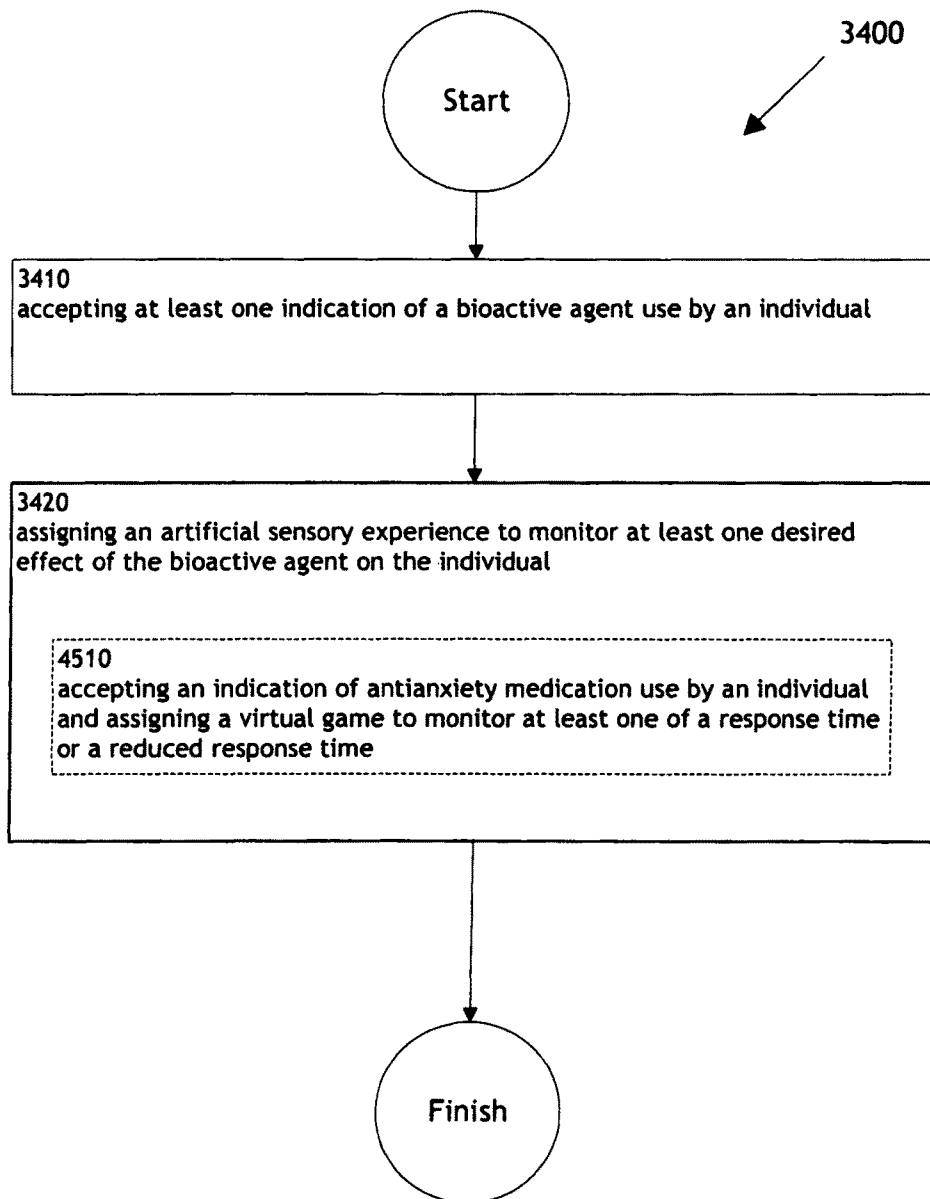 3400
Start
3410
accepting at least one indication of a bioactive agent use by an individual
3420
assigning an artificial sensory experience to monitor at least one desired
effect of the bioactive agent on the individual
4510
accepting an indication of antianxiety medication use by an individual
and assigning a virtual game to monitor at least one of a response time
or a reduced response time
Finish